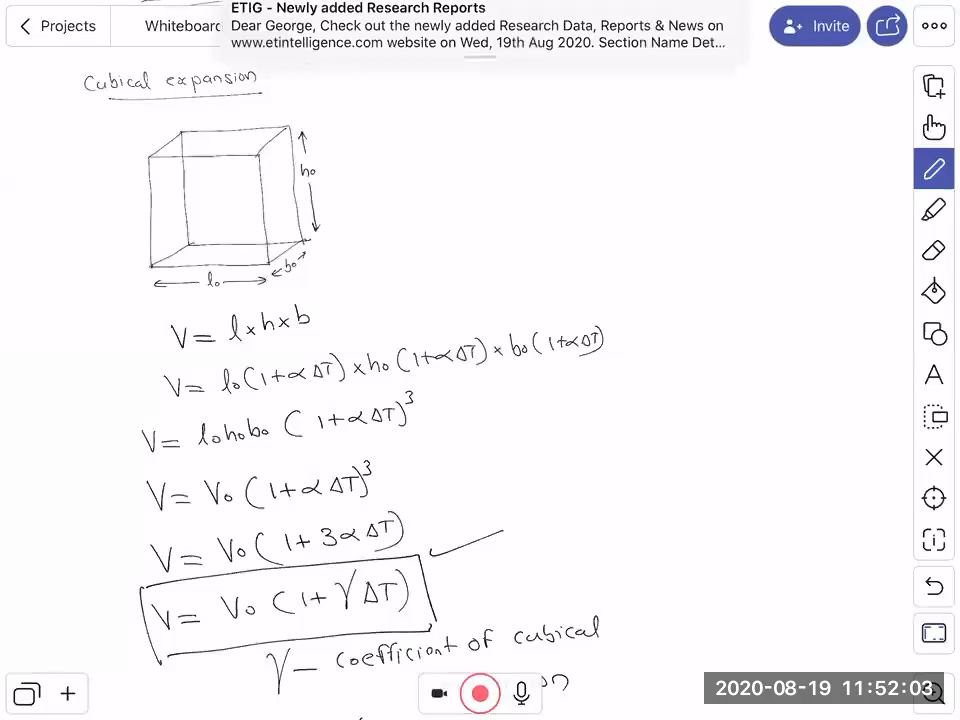 ETIG - Newly added Research Reports
Dear George, Check out the newly added Research Data, Reports & News on
www.etintelligence.com website on Wed, 19th Aug 2020. Section Name Det...
Projects
Whiteboard
Invite
Cubical expansion
h₀
b₀
l₀
V = l × h × b
V = l₀(1+∝ΔT) × h₀(1+∝ΔT) × b₀(1+∝ΔT)
V = l₀h₀b₀ (1+∝ΔT)³
V = V₀ (1+∝ΔT)³
V = V₀ (1+3∝ΔT)
V = V₀ (1+γΔT)
γ — coefficient of cubical
2020-08-19 11:52:03